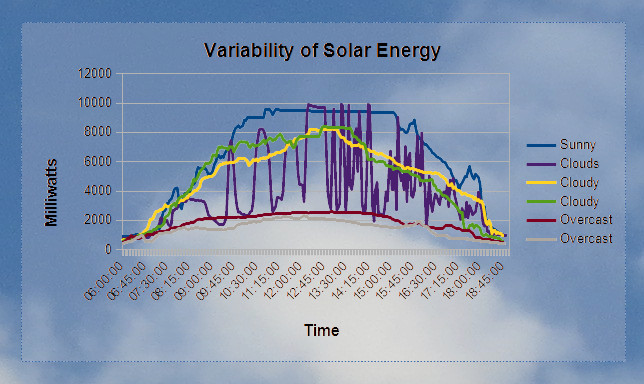 Variability of Solar Energy
12000
10000
8000
6000
4000
2000
0
Milliwatts
06:00:00
06:45:00
07:30:00
08:15:00
09:00:00
09:45:00
10:30:00
11:15:00
12:00:00
12:45:00
13:30:00
14:15:00
15:00:00
15:45:00
16:30:00
17:15:00
18:00:00
18:45:00
Time
Sunny
Clouds
Cloudy
Cloudy
Overcast
Overcast